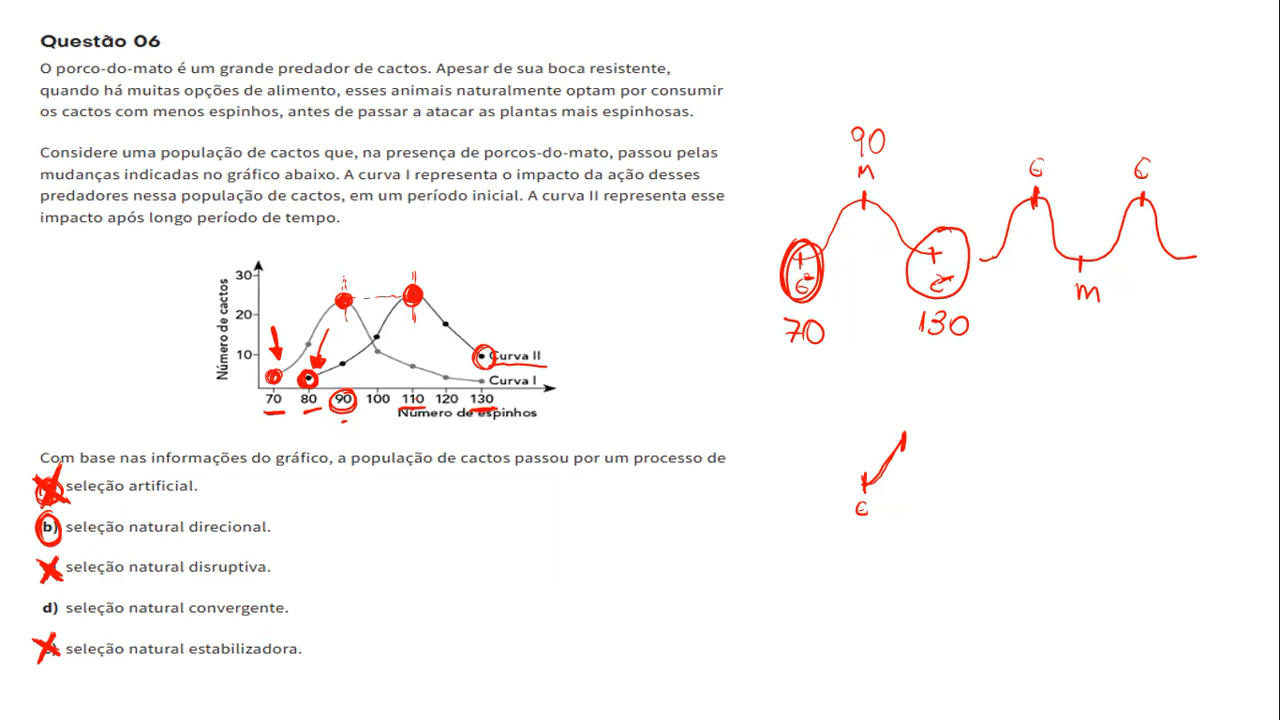 Questão 06
O porco-do-mato é um grande predador de cactos. Apesar de sua boca resistente,
quando há muitas opções de alimento, esses animais naturalmente optam por consumir
os cactos com menos espinhos, antes de passar a atacar as plantas mais espinhosas.
Considere uma população de cactos que, na presença de porcos-do-mato, passou pelas
mudanças indicadas no gráfico abaixo. A curva I representa o impacto da ação desses
predadores nessa população de cactos, em um período inicial. A curva II representa esse
impacto após longo período de tempo.
Número de cactos
30
20
10
Curva II
Curva I
70 80 90 100 110 120 130
Número de espinhos
Com base nas informações do gráfico, a população de cactos passou por um processo de
seleção artificial.
b) seleção natural direcional.
seleção natural disruptiva.
d) seleção natural convergente.
seleção natural estabilizadora.
90
M
70
130
M